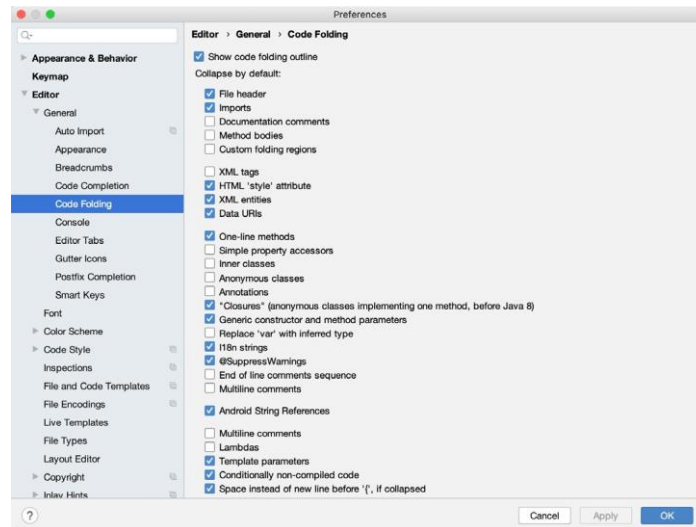 Preferences
Editor › General › Code Folding
Appearance & Behavior
Keymap
Editor
General
Auto Import
Appearance
Breadcrumbs
Code Completion
Code Folding
Console
Editor Tabs
Gutter Icons
Postfix Completion
Smart Keys
Font
Color Scheme
Code Style
Inspections
File and Code Templates
File Encodings
Live Templates
File Types
Layout Editor
Copyright
Inlay Hints
Show code folding outline
Collapse by default:
File header
Imports
Documentation comments
Method bodies
Custom folding regions
XML tags
HTML 'style' attribute
XML entities
Data URIs
One-line methods
Simple property accessors
Inner classes
Anonymous classes
Annotations
"Closures" (anonymous classes implementing one method, before Java 8)
Generic constructor and method parameters
Replace 'var' with inferred type
I18n strings
@SuppressWarnings
End of line comments sequence
Multiline comments
Android String References
Multiline comments
Lambdas
Template parameters
Conditionally non-compiled code
Space instead of new line before '{', if collapsed
?
Cancel
Apply
OK